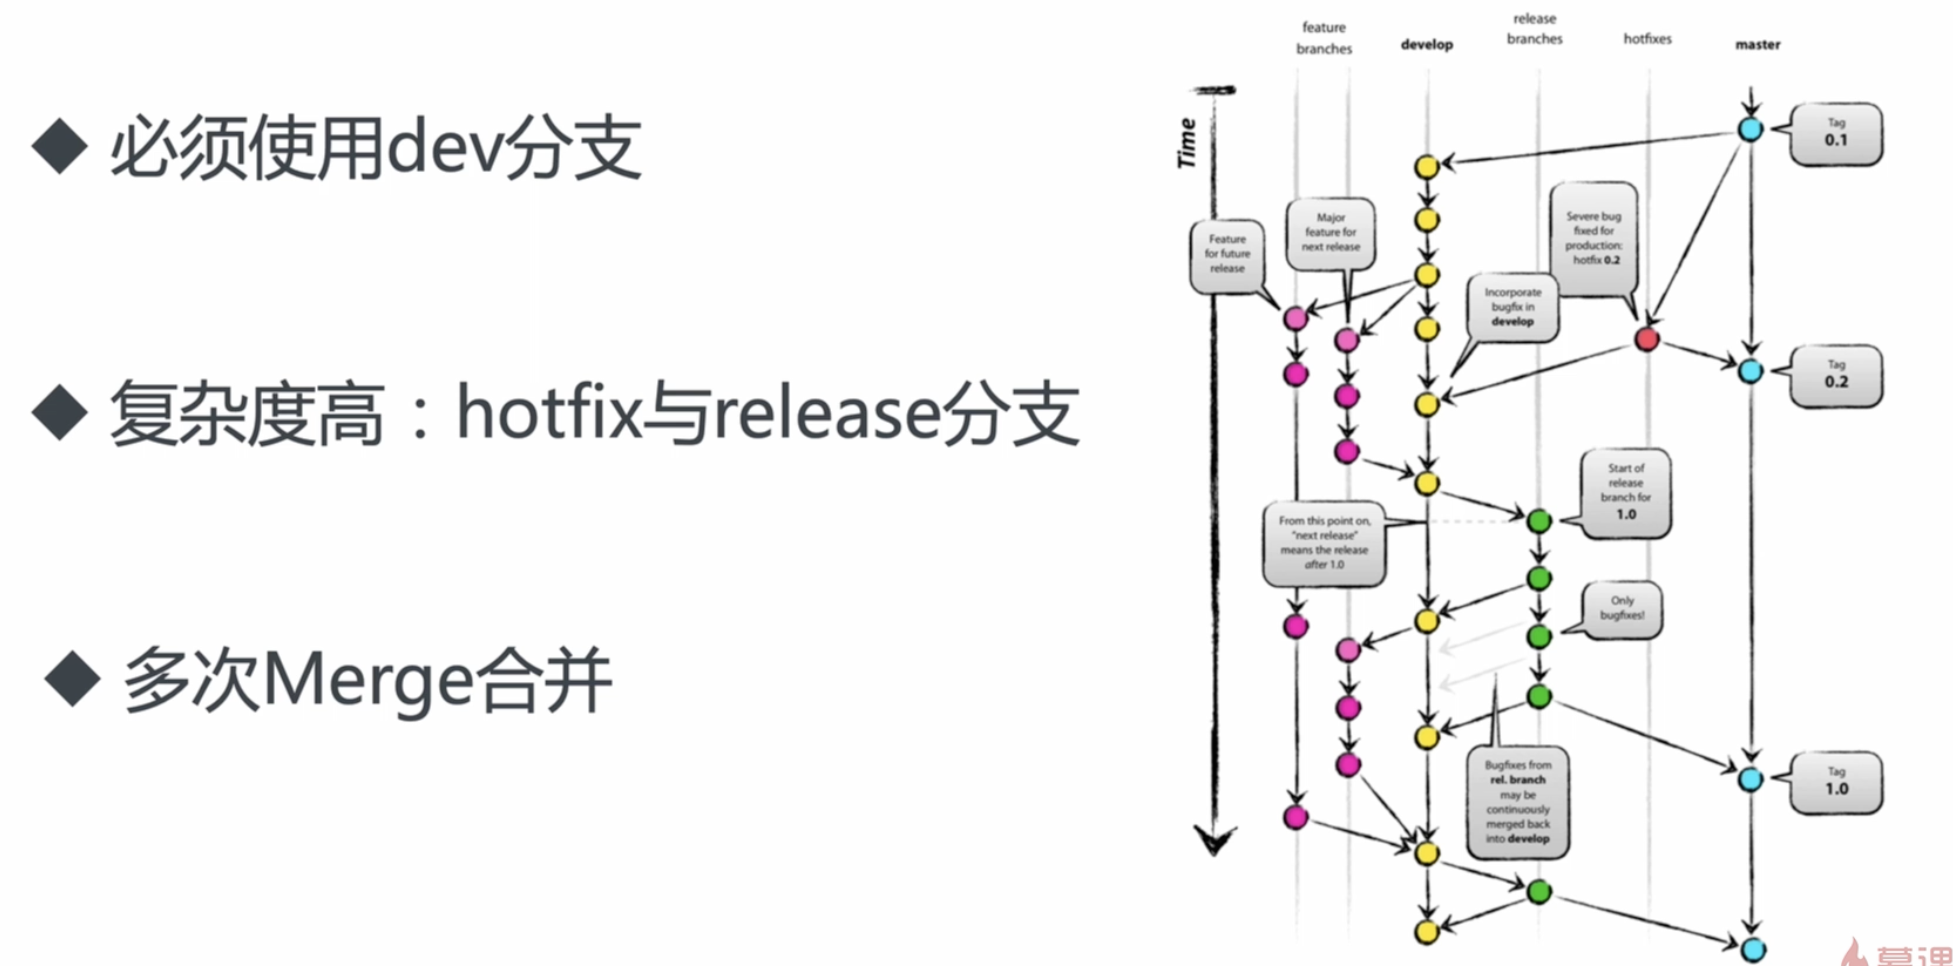 ◆ 必须使用dev分支
◆ 复杂度高：hotfix与release分支
◆ 多次Merge合并
feature
branches
develop
release
branches
hotfixes
master
Time
Tag
0.1
Feature
for future
release
Major
feature for
next release
Severe bug
fixed for
production:
hotfix 0.2
Incorporate
bugfix in
develop
Tag
0.2
Start of
release
branch for
1.0
From this point on,
"next release"
means the release
after 1.0
Only
bugfixes!
Bugfixes from
rel. branch
may be
continuously
merged back
into develop
Tag
1.0